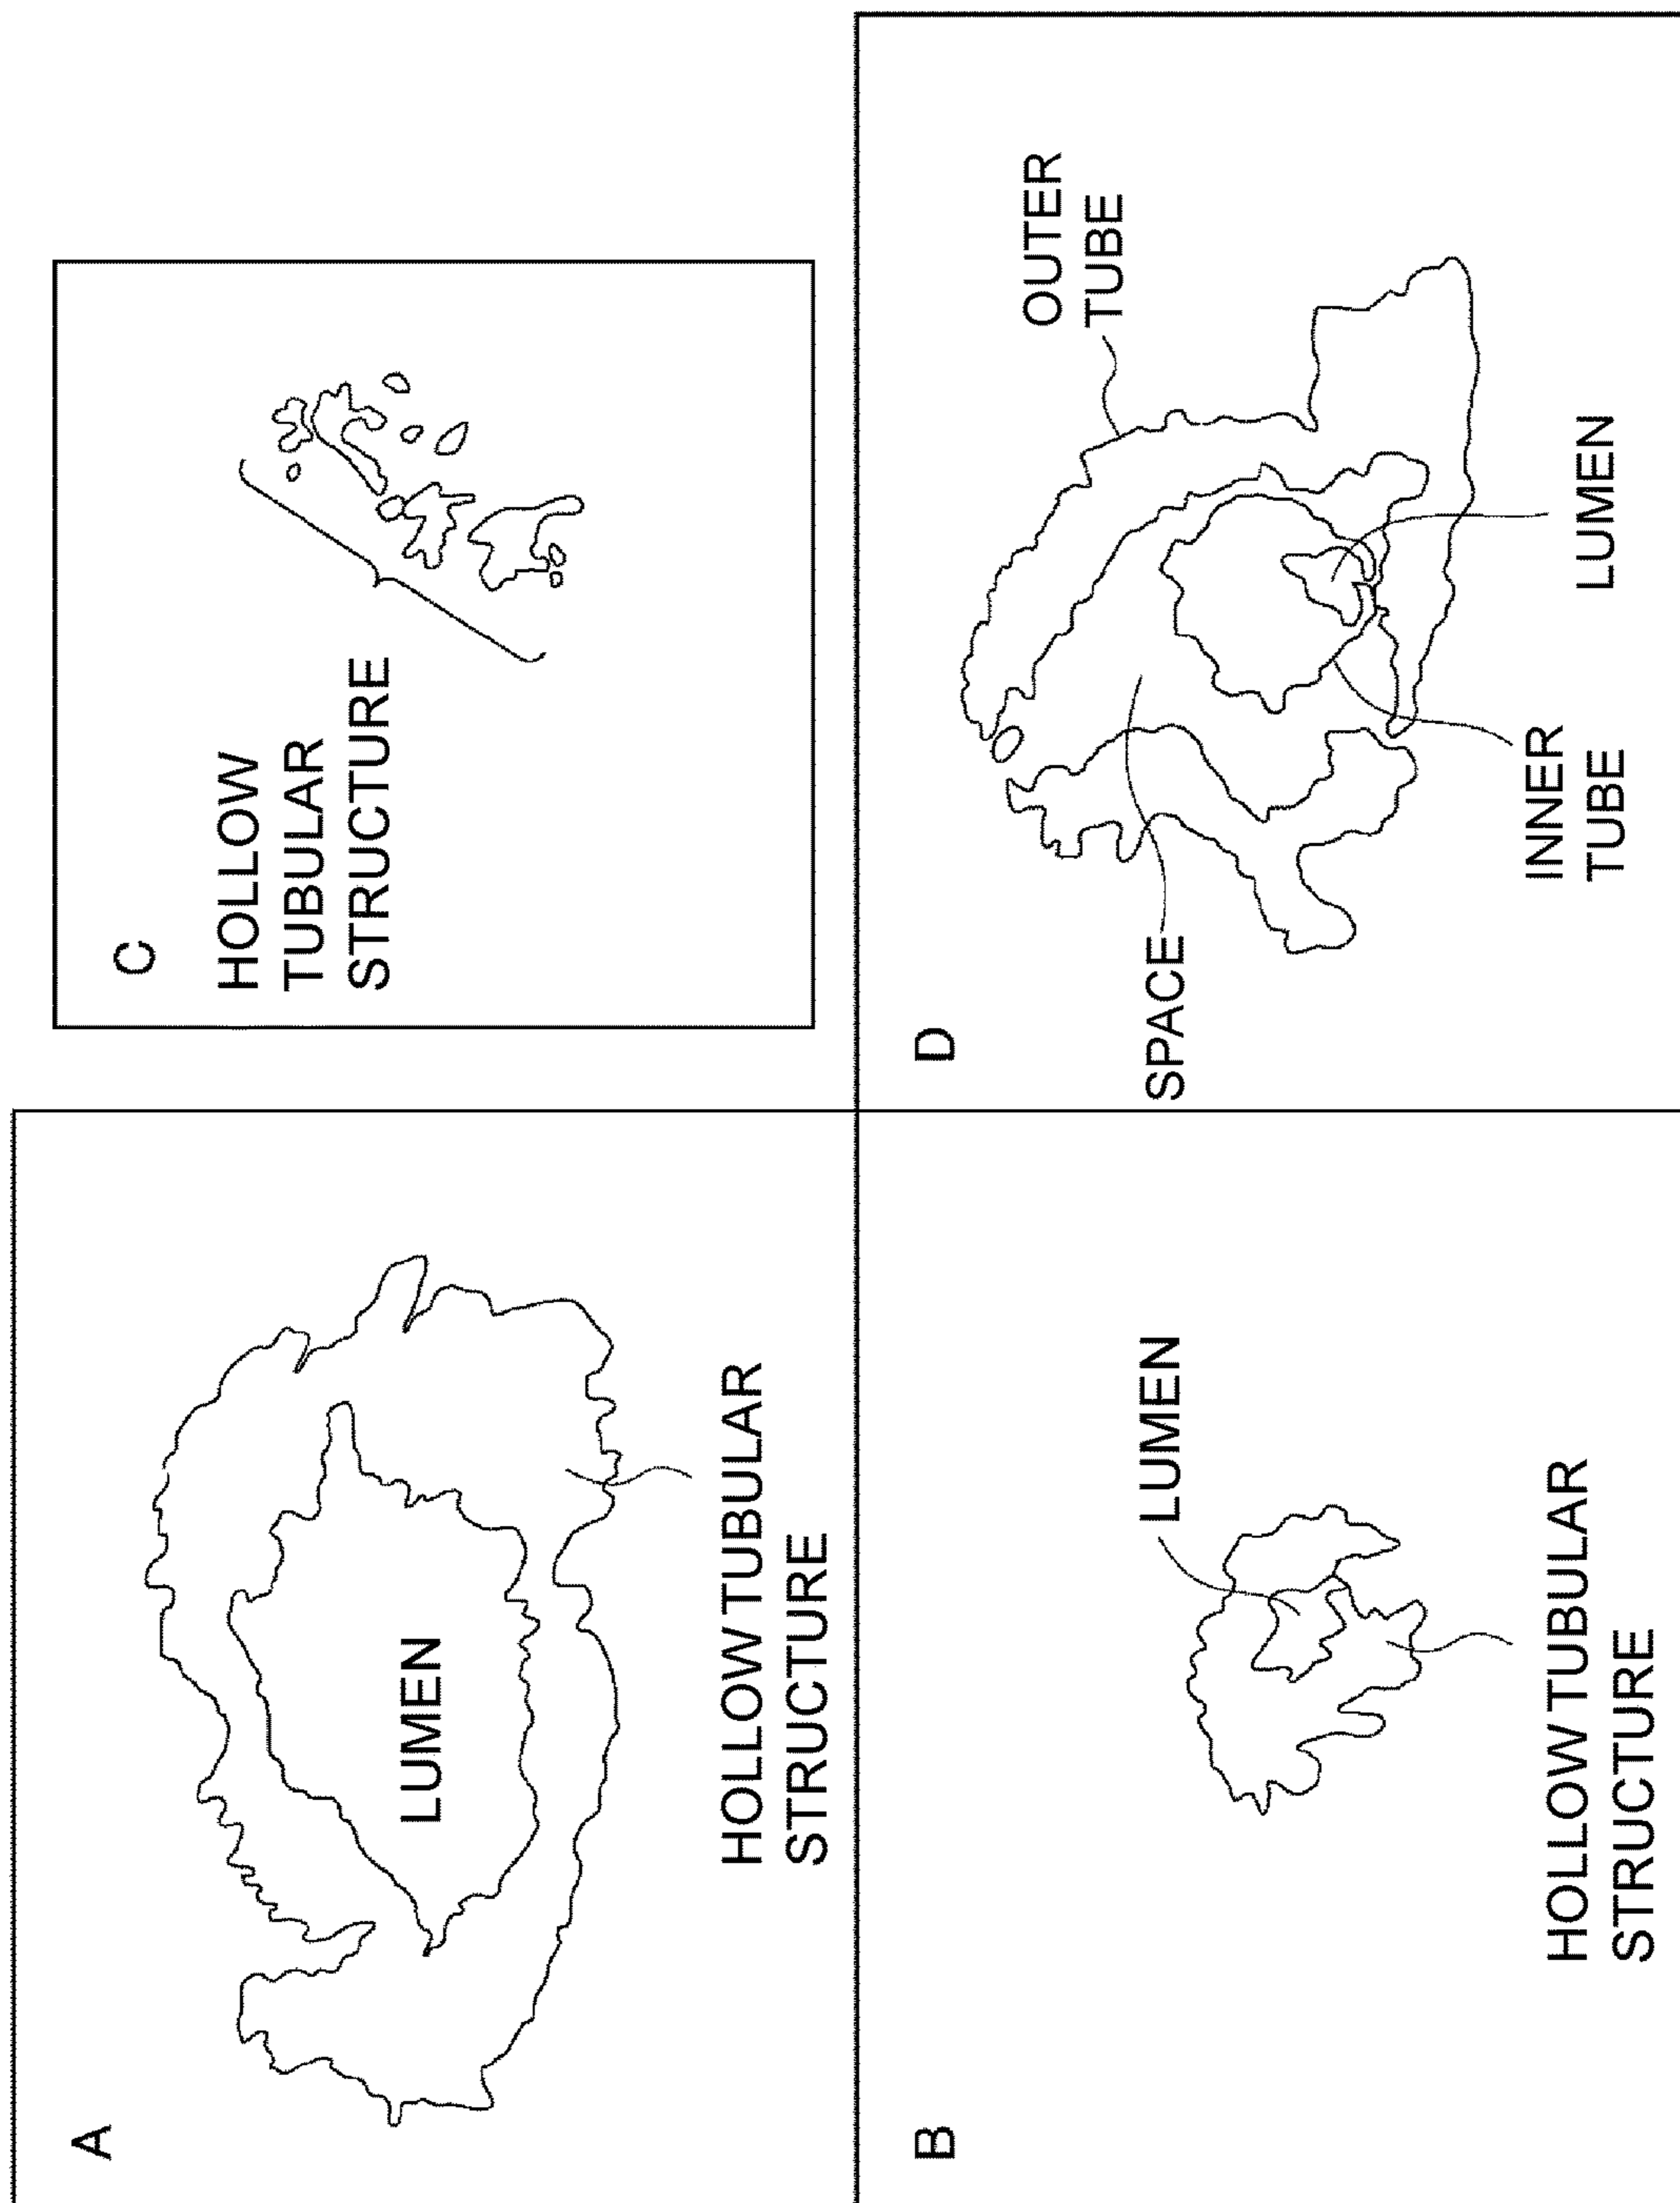 A
LUMEN
HOLLOW TUBULAR
STRUCTURE
C
HOLLOW
TUBULAR
STRUCTURE
B
LUMEN
HOLLOW TUBULAR
STRUCTURE
D
OUTER
TUBE
SPACE
LUMEN
INNER
TUBE